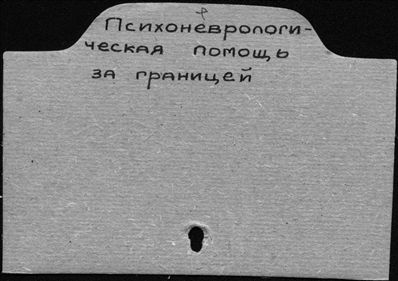 Психоневрологи-
ческая помощь
за границей